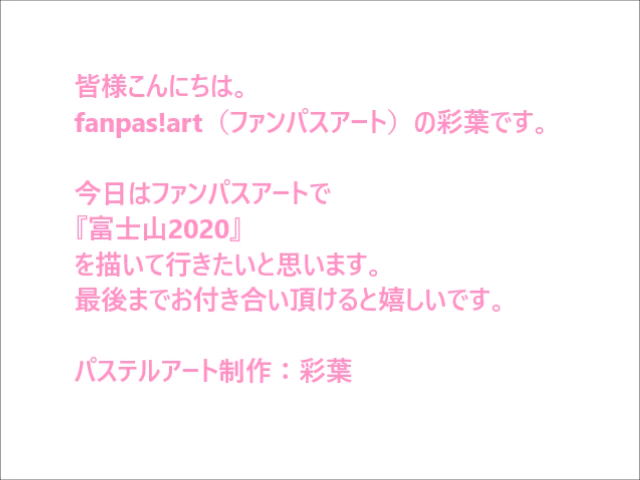 皆様こんにちは。
fanpas!art（ファンパスアート）の彩葉です。
今日はファンパスアートで
『富士山2020』
を描いて行きたいと思います。
最後までお付き合い頂けると嬉しいです。
パステルアート制作：彩葉